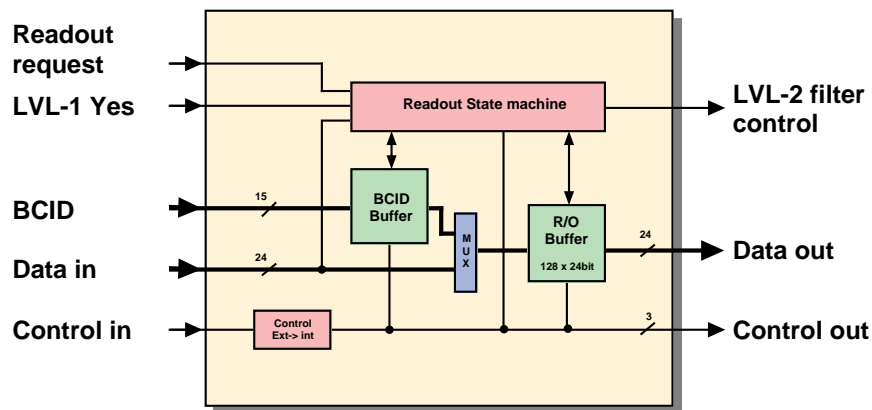 Readout
request
LVL-1 Yes
Readout State machine
LVL-2 filter
control
BCID
15
BCID
Buffer
M
U
X
R/O
Buffer
128 x 24bit
24
Data out
Data in
24
Control in
Control
Ext-> int
3
Control out